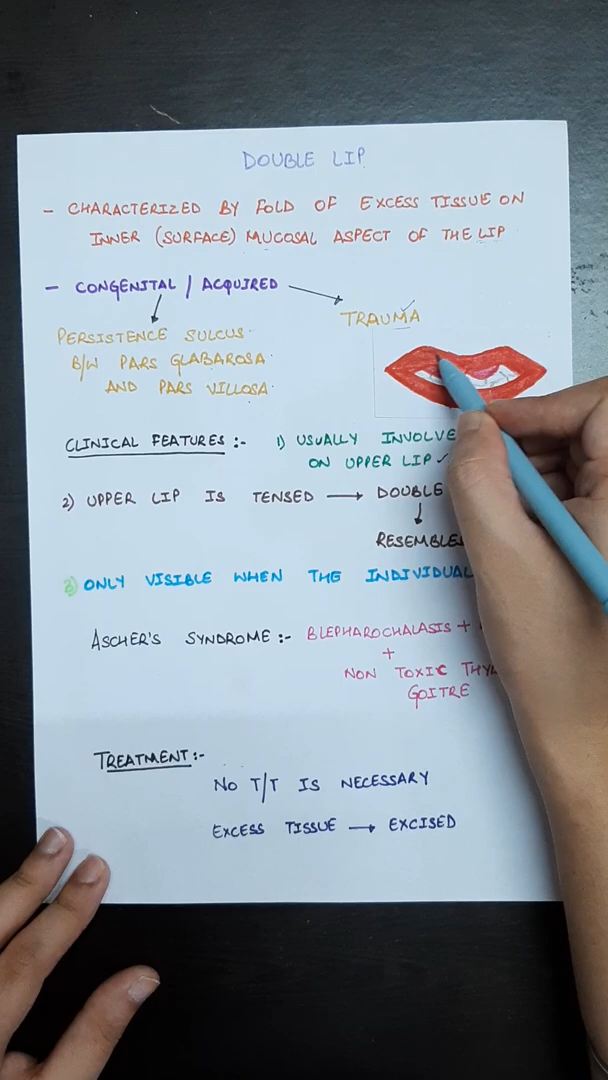 DOUBLE LIP
- CHARACTERIZED BY FOLD OF EXCESS TISSUE ON
INNER (SURFACE) MUCOSAL ASPECT OF THE LIP
- CONGENITAL / ACQUIRED
TRAUMA
PERSISTENCE SULCUS
B/W PARS GLABAROSA
AND PARS VILLOSA
CLINICAL FEATURES :- 1) USUALLY INVOLVE
ON UPPER LIP
2) UPPER LIP IS TENSED → DOUBLE
RESEMBLE
3) ONLY VISIBLE WHEN THE INDIVIDUAL
ASCHER'S SYNDROME :- BLEPHAROCHALASIS +
+
NON TOXIC
GOITRE
TREATMENT :-
NO T/T IS NECESSARY
EXCESS TISSUE → EXCISED